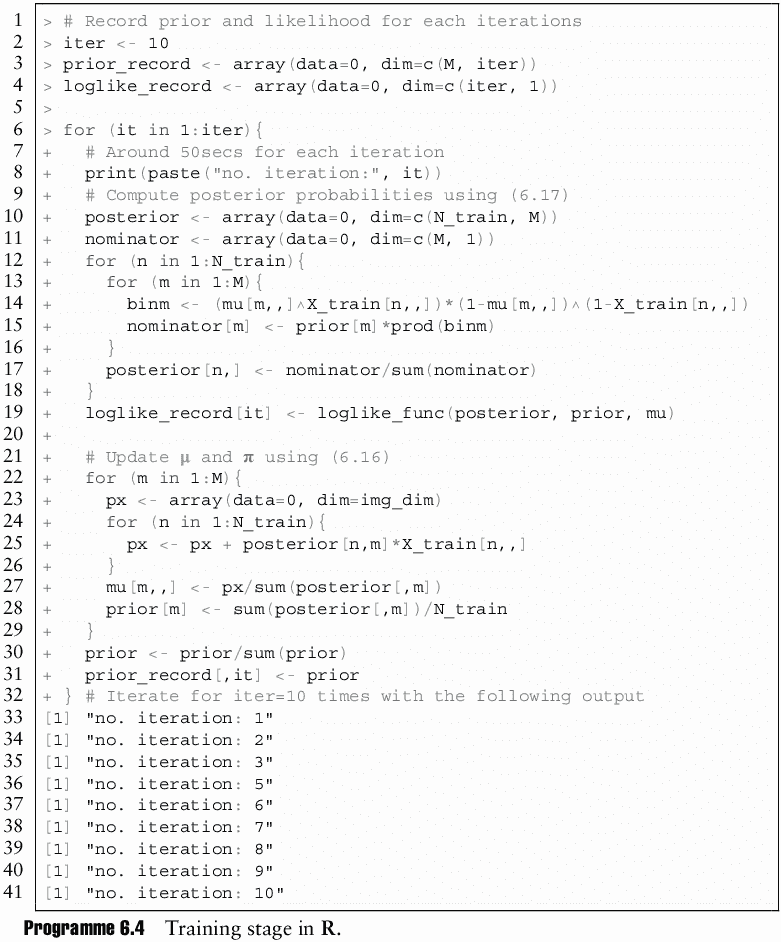 1 > # Record prior and likelihood for each iterations
2 > iter <- 10
3 > prior_record <- array(data=0, dim=c(M, iter))
4 > loglike_record <- array(data=0, dim=c(iter, 1))
5 >
6 > for (it in 1:iter){
7 +   # Around 50secs for each iteration
8 +   print(paste("no. iteration:", it))
9 +   # Compute posterior probabilities using (6.17)
10 +   posterior <- array(data=0, dim=c(N_train, M))
11 +   nominator <- array(data=0, dim=c(M, 1))
12 +   for (n in 1:N_train){
13 +     for (m in 1:M){
14 +       binm <- (mu[m,,]^X_train[n,,])*(1-mu[m,,])^(1-X_train[n,,])
15 +       nominator[m] <- prior[m]*prod(binm)
16 +     }
17 +     posterior[n,] <- nominator/sum(nominator)
18 +   }
19 +   loglike_record[it] <- loglike_func(posterior, prior, mu)
20 +
21 +   # Update μ and π using (6.16)
22 +   for (m in 1:M){
23 +     px <- array(data=0, dim=img_dim)
24 +     for (n in 1:N_train){
25 +       px <- px + posterior[n,m]*X_train[n,,]
26 +     }
27 +     mu[m,,] <- px/sum(posterior[,m])
28 +     prior[m] <- sum(posterior[,m])/N_train
29 +   }
30 +   prior <- prior/sum(prior)
31 +   prior_record[,it] <- prior
32 + } # Iterate for iter=10 times with the following output
33 [1] "no. iteration: 1"
34 [1] "no. iteration: 2"
35 [1] "no. iteration: 3"
36 [1] "no. iteration: 5"
37 [1] "no. iteration: 6"
38 [1] "no. iteration: 7"
39 [1] "no. iteration: 8"
40 [1] "no. iteration: 9"
41 [1] "no. iteration: 10"
Programme 6.4 Training stage in R.